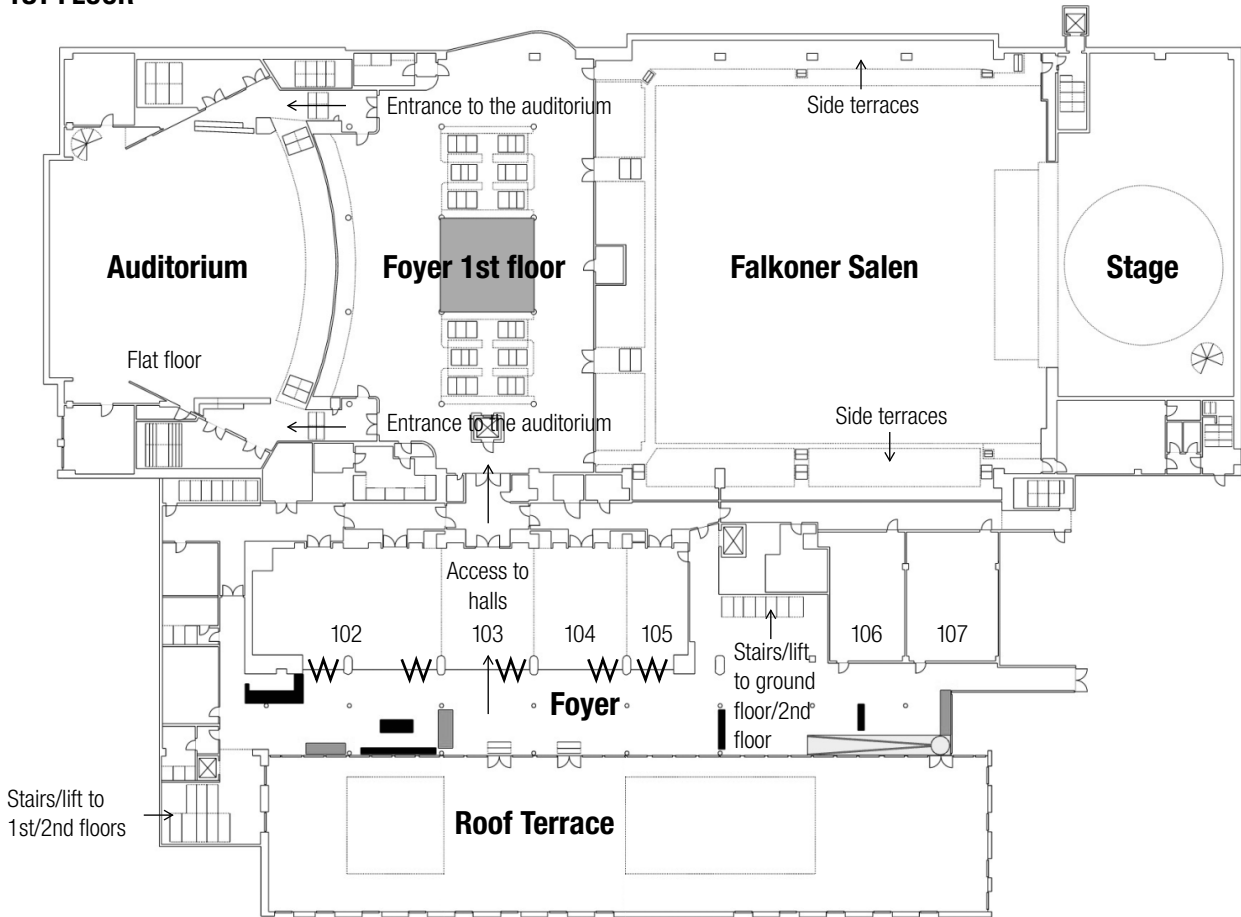 1ST FLOOR
Entrance to the auditorium
Side terraces
Auditorium
Foyer 1st floor
Falkoner Salen
Stage
Flat floor
Entrance to the auditorium
Side terraces
Access to
halls
102
103
104
105
106
107
Stairs/lift
to ground
floor/2nd
floor
Foyer
Stairs/lift to
1st/2nd floors
Roof Terrace